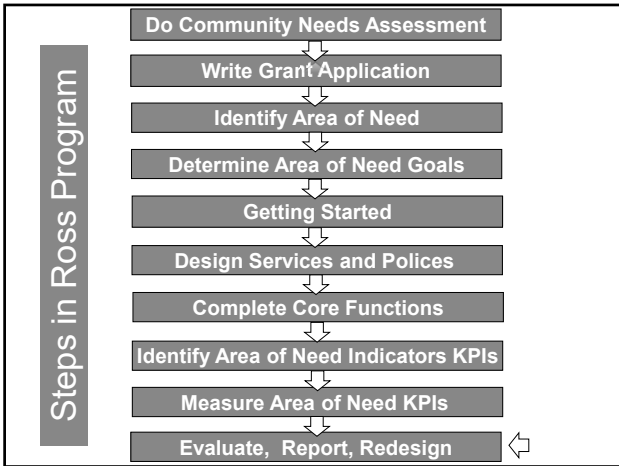 Steps in Ross Program
Do Community Needs Assessment
Write Grant Application
Identify Area of Need
Determine Area of Need Goals
Getting Started
Design Services and Polices
Complete Core Functions
Identify Area of Need Indicators KPIs
Measure Area of Need KPIs
Evaluate, Report, Redesign